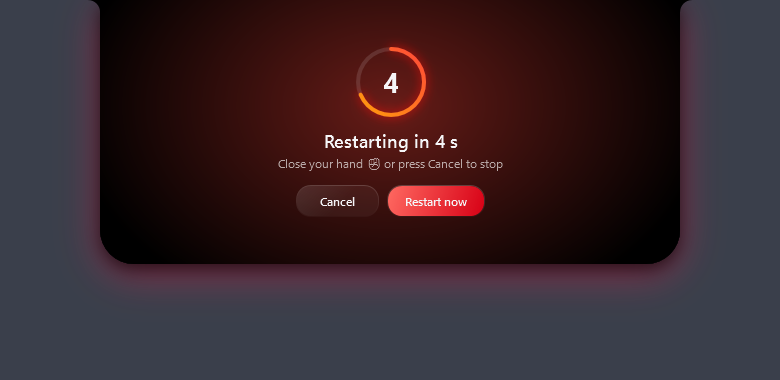 4
Restarting in 4 s
Close your hand ✊ or press Cancel to stop
Cancel
Restart now